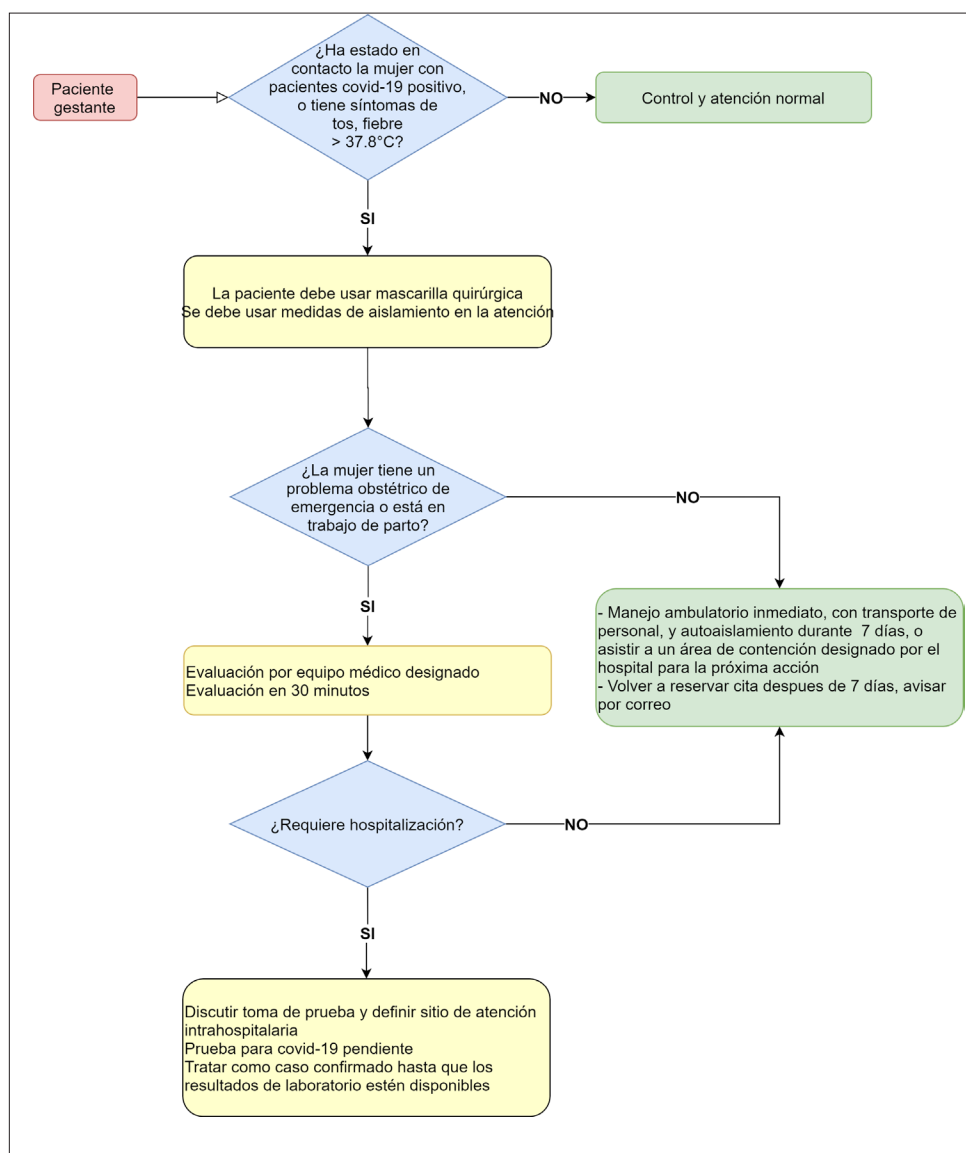 ¿Ha estado en
contacto la mujer con
pacientes covid-19 positivo,
o tiene síntomas de
tos, fiebre
> 37.8°C?
Paciente
gestante
NO
Control y atención normal
SI
La paciente debe usar mascarilla quirúrgica
Se debe usar medidas de aislamiento en la atención
¿La mujer tiene un
problema obstétrico de
emergencia o está en
trabajo de parto?
NO
SI
- Manejo ambulatorio inmediato, con transporte de
personal, y autoaislamiento durante 7 días, o
asistir a un área de contención designado por el
hospital para la próxima acción
- Volver a reservar cita despues de 7 días, avisar
por correo
Evaluación por equipo médico designado
Evaluación en 30 minutos
¿Requiere hospitalización?
NO
SI
Discutir toma de prueba y definir sitio de atención
intrahospitalaria
Prueba para covid-19 pendiente
Tratar como caso confirmado hasta que los
resultados de laboratorio estén disponibles